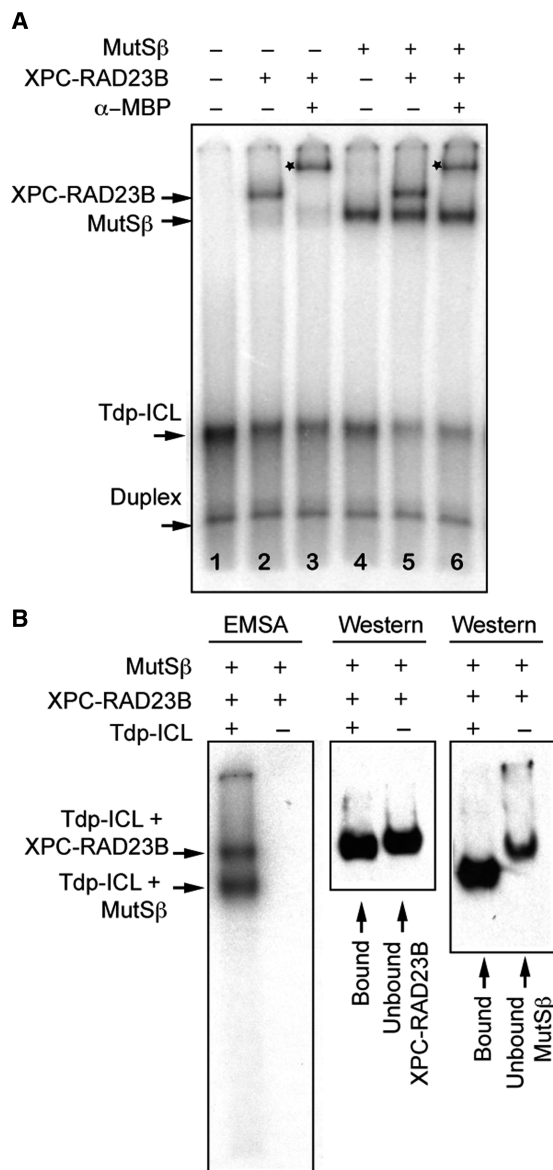 A
MutSβ – – – + + +
XPC-RAD23B – + + – + +
α–MBP – – + – – +
XPC-RAD23B
MutSβ
Tdp-ICL
Duplex
1 2 3 4 5 6
B
EMSA Western Western
MutSβ + + + + + +
XPC-RAD23B + + + + + +
Tdp-ICL + – + – + –
Tdp-ICL +
XPC-RAD23B
Tdp-ICL +
MutSβ
Bound
Unbound
XPC-RAD23B
Bound
Unbound
MutSβ